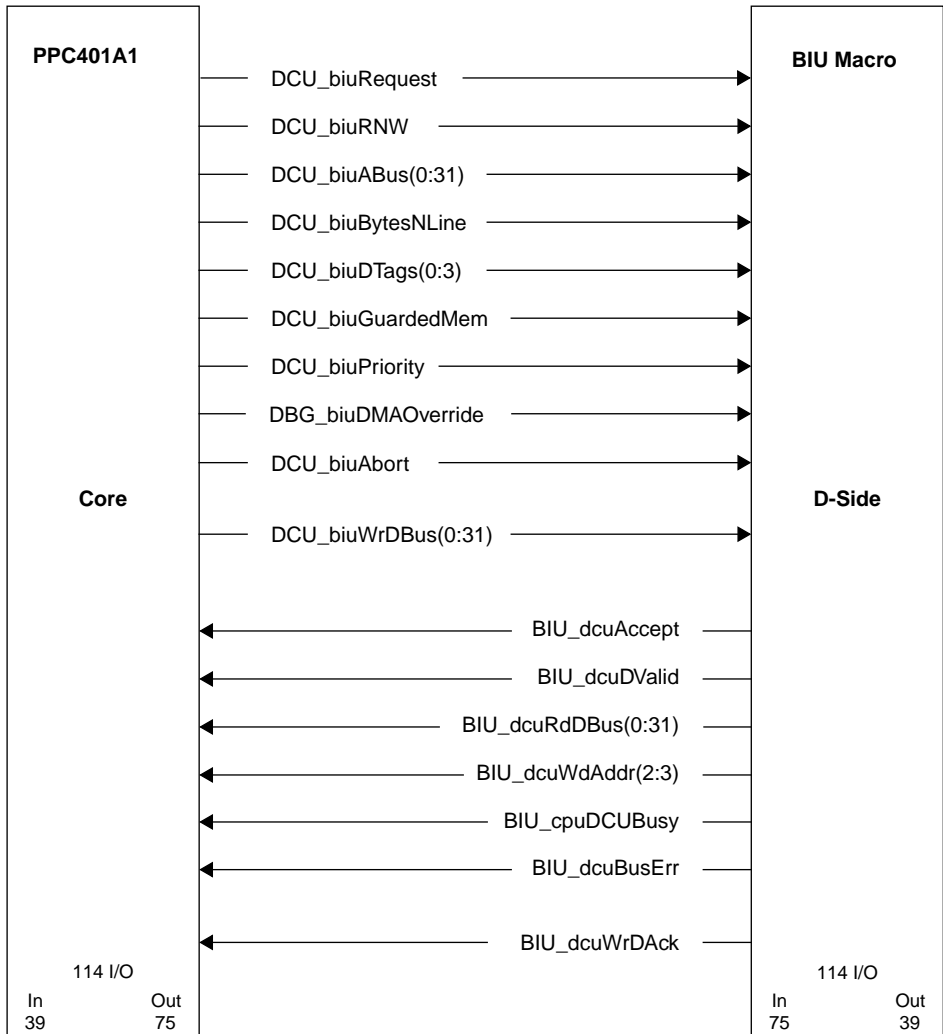 PPC401A1
BIU Macro
DCU_biuRequest
DCU_biuRNW
DCU_biuABus(0:31)
DCU_biuBytesNLine
DCU_biuDTags(0:3)
DCU_biuGuardedMem
DCU_biuPriority
DBG_biuDMAOverride
DCU_biuAbort
Core
D-Side
DCU_biuWrDBus(0:31)
BIU_dcuAccept
BIU_dcuDValid
BIU_dcuRdDBus(0:31)
BIU_dcuWdAddr(2:3)
BIU_cpuDCUBusy
BIU_dcuBusErr
BIU_dcuWrDAck
114 I/O
In Out
39 75
114 I/O
In Out
75 39